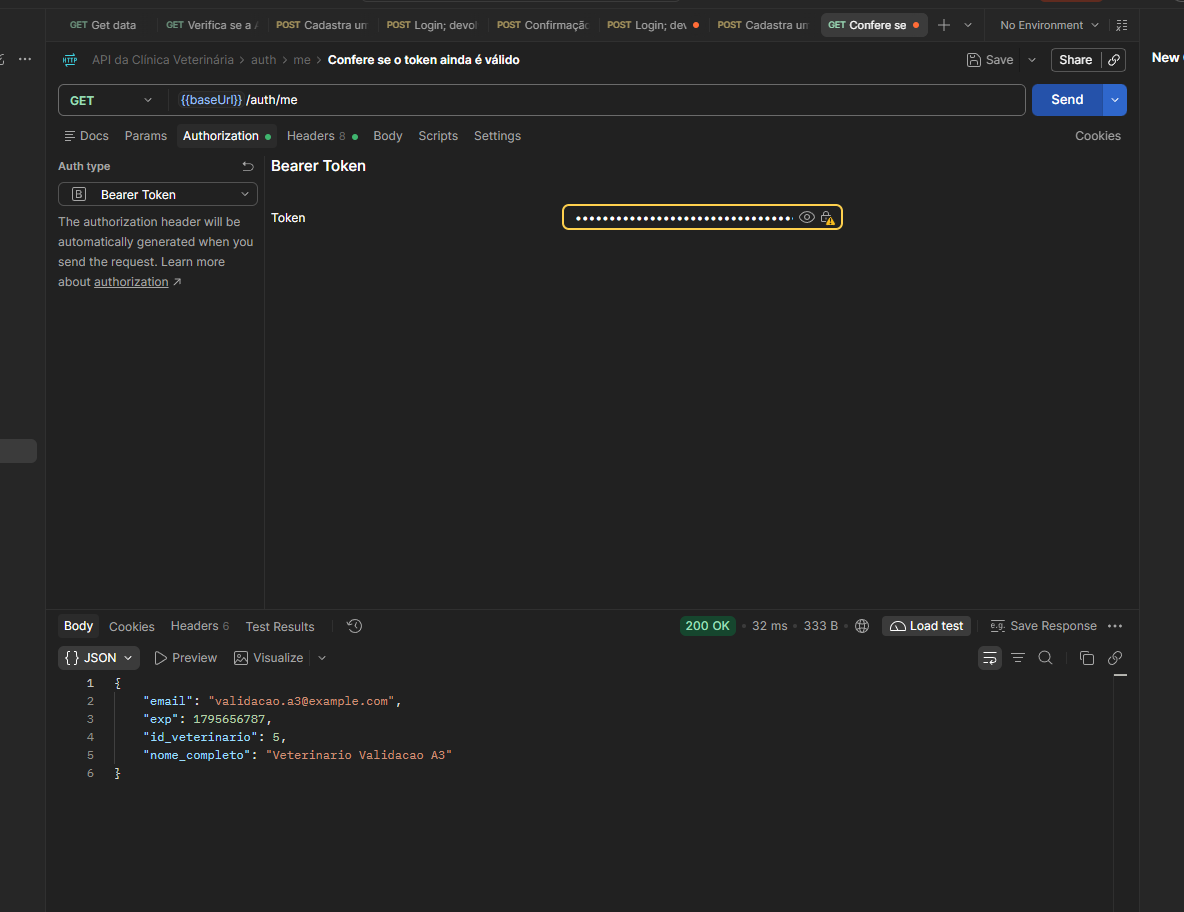 GET Get data GET Verifica se a POST Cadastra um POST Login; devol POST Confirmação POST Login; dev POST Cadastra um GET Confere se No Environment
HTTP API da Clínica Veterinária > auth > me > Confere se o token ainda é válido Save Share New
GET {{baseUrl}} /auth/me Send
Docs Params Authorization Headers 8 Body Scripts Settings Cookies
Auth type
Bearer Token
B Bearer Token
The authorization header will be
automatically generated when you
send the request. Learn more
about authorization ↗
Token
Body Cookies Headers 6 Test Results 200 OK 32 ms 333 B Load test e.g. Save Response
{} JSON Preview Visualize
1 {
2 "email": "validacao.a3@example.com",
3 "exp": 1795656787,
4 "id_veterinario": 5,
5 "nome_completo": "Veterinario Validacao A3"
6 }